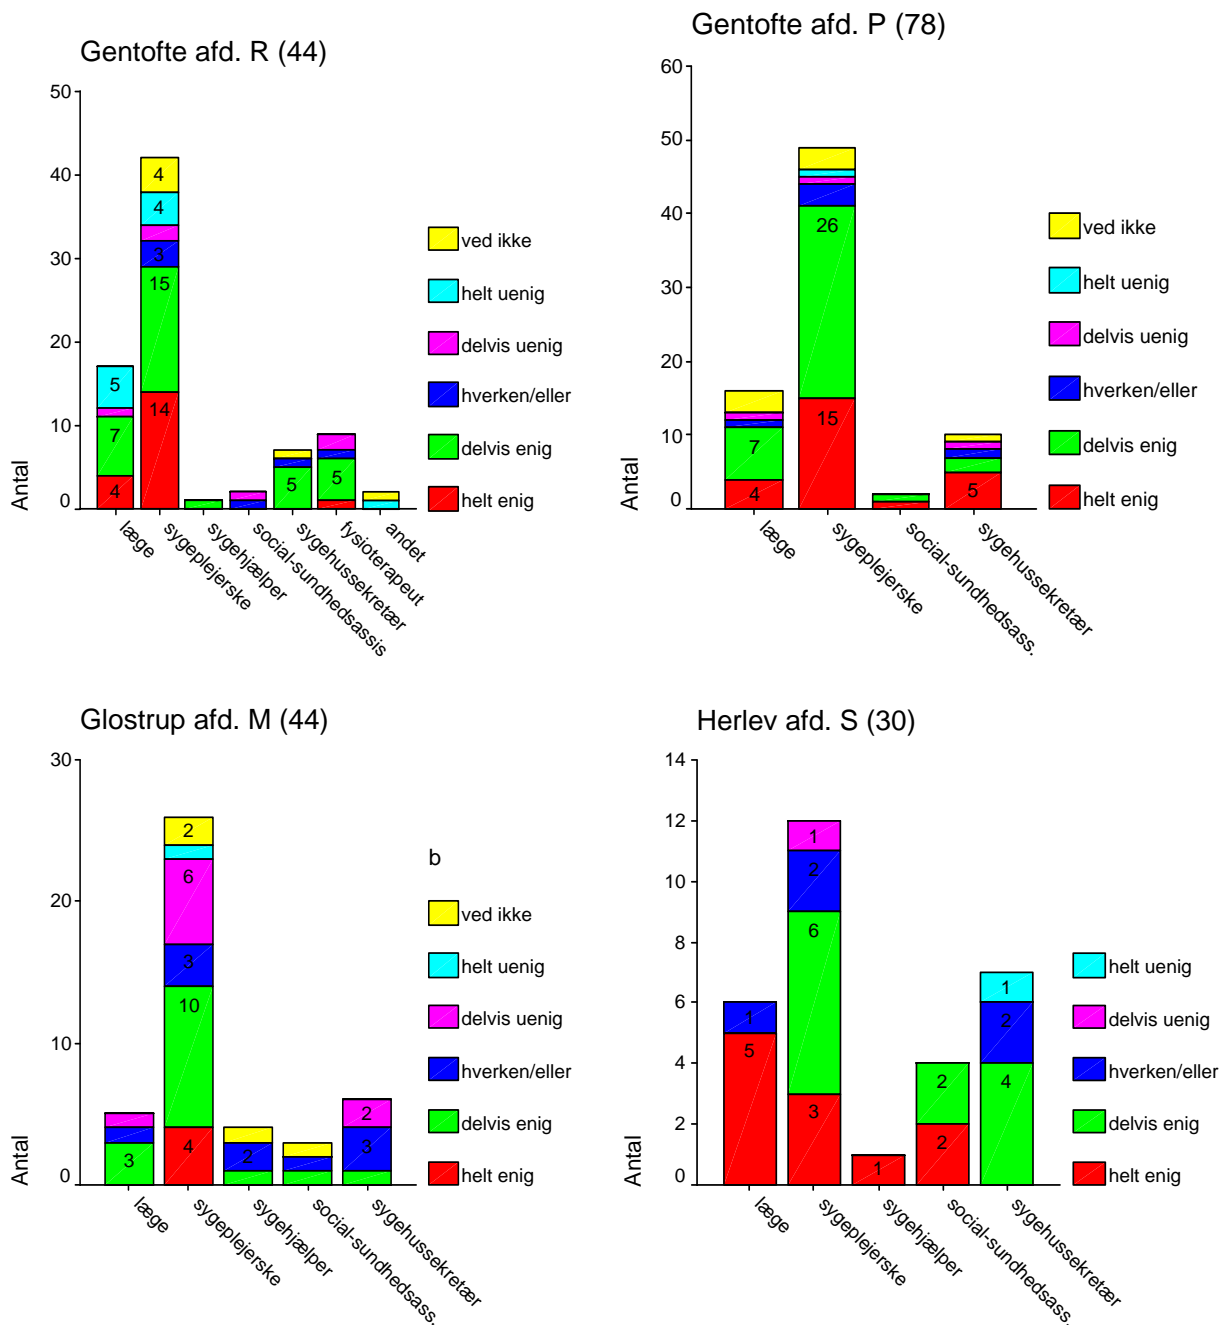 Gentofte afd. R (44)
50
40
30
20
10
0
Antal
4
4
3
15
14
5
7
4
5
5
læge
sygeplejerske
sygehjælper
social-sundhedsassis
sygehussekretær
fysioterapeut
andet
ved ikke
helt uenig
delvis uenig
hverken/eller
delvis enig
helt enig
Gentofte afd. P (78)
60
50
40
30
20
10
0
Antal
26
15
7
4
5
læge
sygeplejerske
social-sundhedsass.
sygehussekretær
ved ikke
helt uenig
delvis uenig
hverken/eller
delvis enig
helt enig
Glostrup afd. M (44)
30
20
10
0
Antal
2
6
3
10
4
3
2
2
3
læge
sygeplejerske
sygehjælper
social-sundhedsass.
sygehussekretær
b
ved ikke
helt uenig
delvis uenig
hverken/eller
delvis enig
helt enig
Herlev afd. S (30)
14
12
10
8
6
4
2
0
Antal
1
5
1
2
6
3
1
2
2
1
2
4
læge
sygeplejerske
sygehjælper
social-sundhedsass.
sygehussekretær
helt uenig
delvis uenig
hverken/eller
delvis enig
helt enig